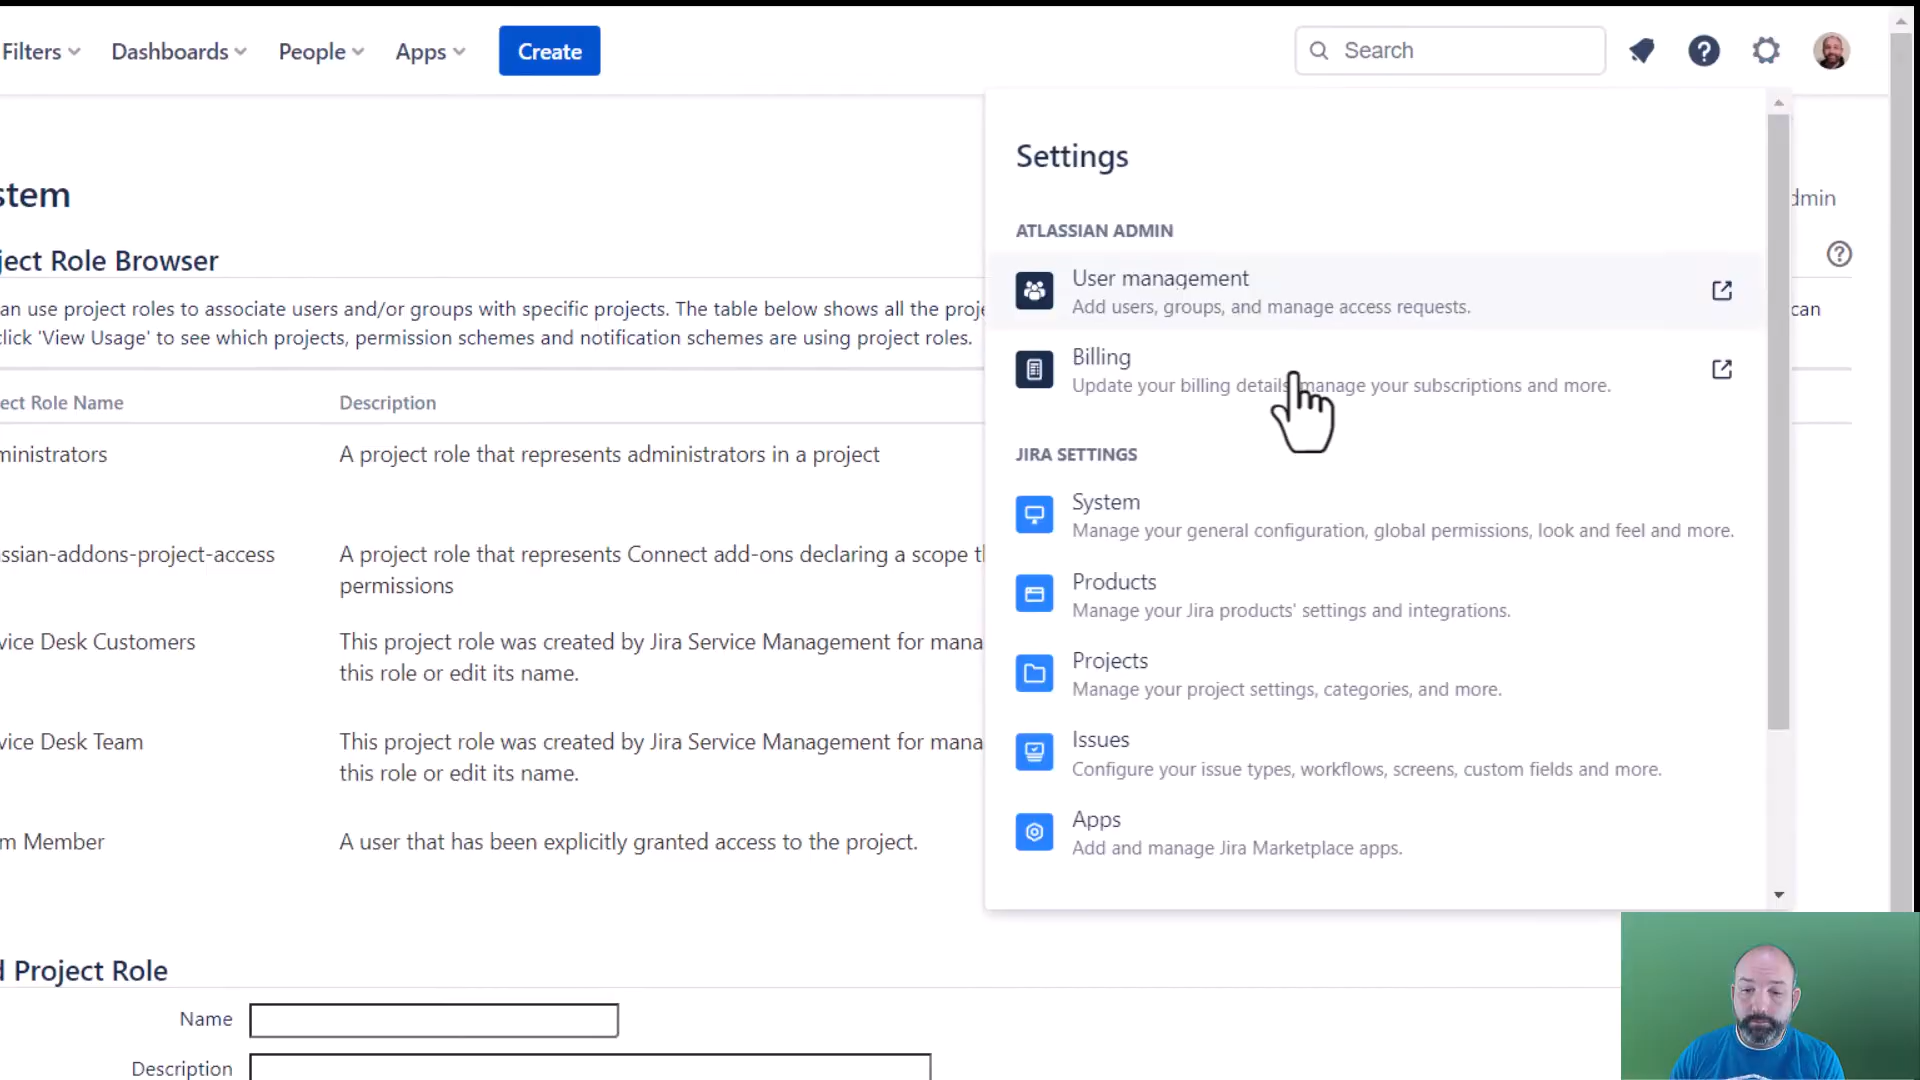 Filters
Dashboards
People
Apps
Create
Search
stem
Settings
dmin
ATLASSIAN ADMIN
ject Role Browser
User management
Add users, groups, and manage access requests.
an use project roles to associate users and/or groups with specific projects. The table below shows all the proje
can
lick 'View Usage' to see which projects, permission schemes and notification schemes are using project roles.
Billing
Update your billing details manage your subscriptions and more.
ect Role Name
Description
ministrators
A project role that represents administrators in a project
JIRA SETTINGS
System
Manage your general configuration, global permissions, look and feel and more.
ssian-addons-project-access
A project role that represents Connect add-ons declaring a scope t
permissions
Products
Manage your Jira products' settings and integrations.
vice Desk Customers
This project role was created by Jira Service Management for mana
this role or edit its name.
Projects
Manage your project settings, categories, and more.
vice Desk Team
This project role was created by Jira Service Management for mana
this role or edit its name.
Issues
Configure your issue types, workflows, screens, custom fields and more.
m Member
A user that has been explicitly granted access to the project.
Apps
Add and manage Jira Marketplace apps.
d Project Role
Name
Description